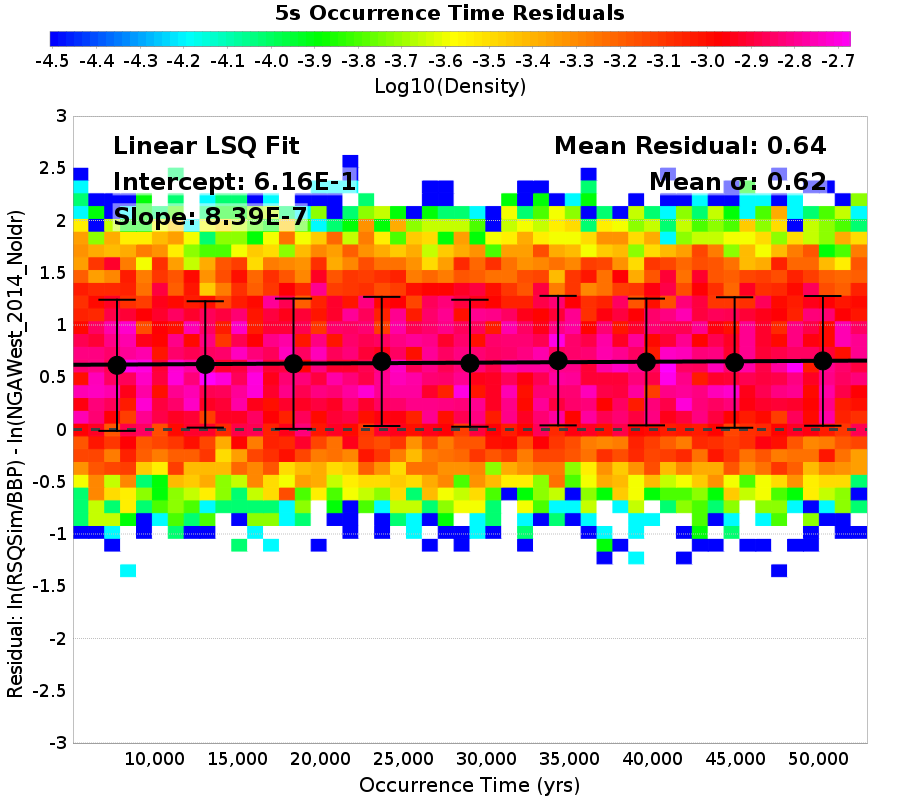 5s Occurrence Time Residuals
-4.5 -4.4 -4.3 -4.2 -4.1 -4.0 -3.9 -3.8 -3.7 -3.6 -3.5 -3.4 -3.3 -3.2 -3.1 -3.0 -2.9 -2.8 -2.7
Log10(Density)
Residual: ln(RSQSim/BBP) - ln(NGAWest_2014_NoIdr)
3
2.5
2
1.5
1
0.5
0
-0.5
-1
-1.5
-2
-2.5
-3
Linear LSQ Fit
Intercept: 6.16E-1
Slope: 8.39E-7
Mean Residual: 0.64
Mean σ: 0.62
10,000 15,000 20,000 25,000 30,000 35,000 40,000 45,000 50,000
Occurrence Time (yrs)